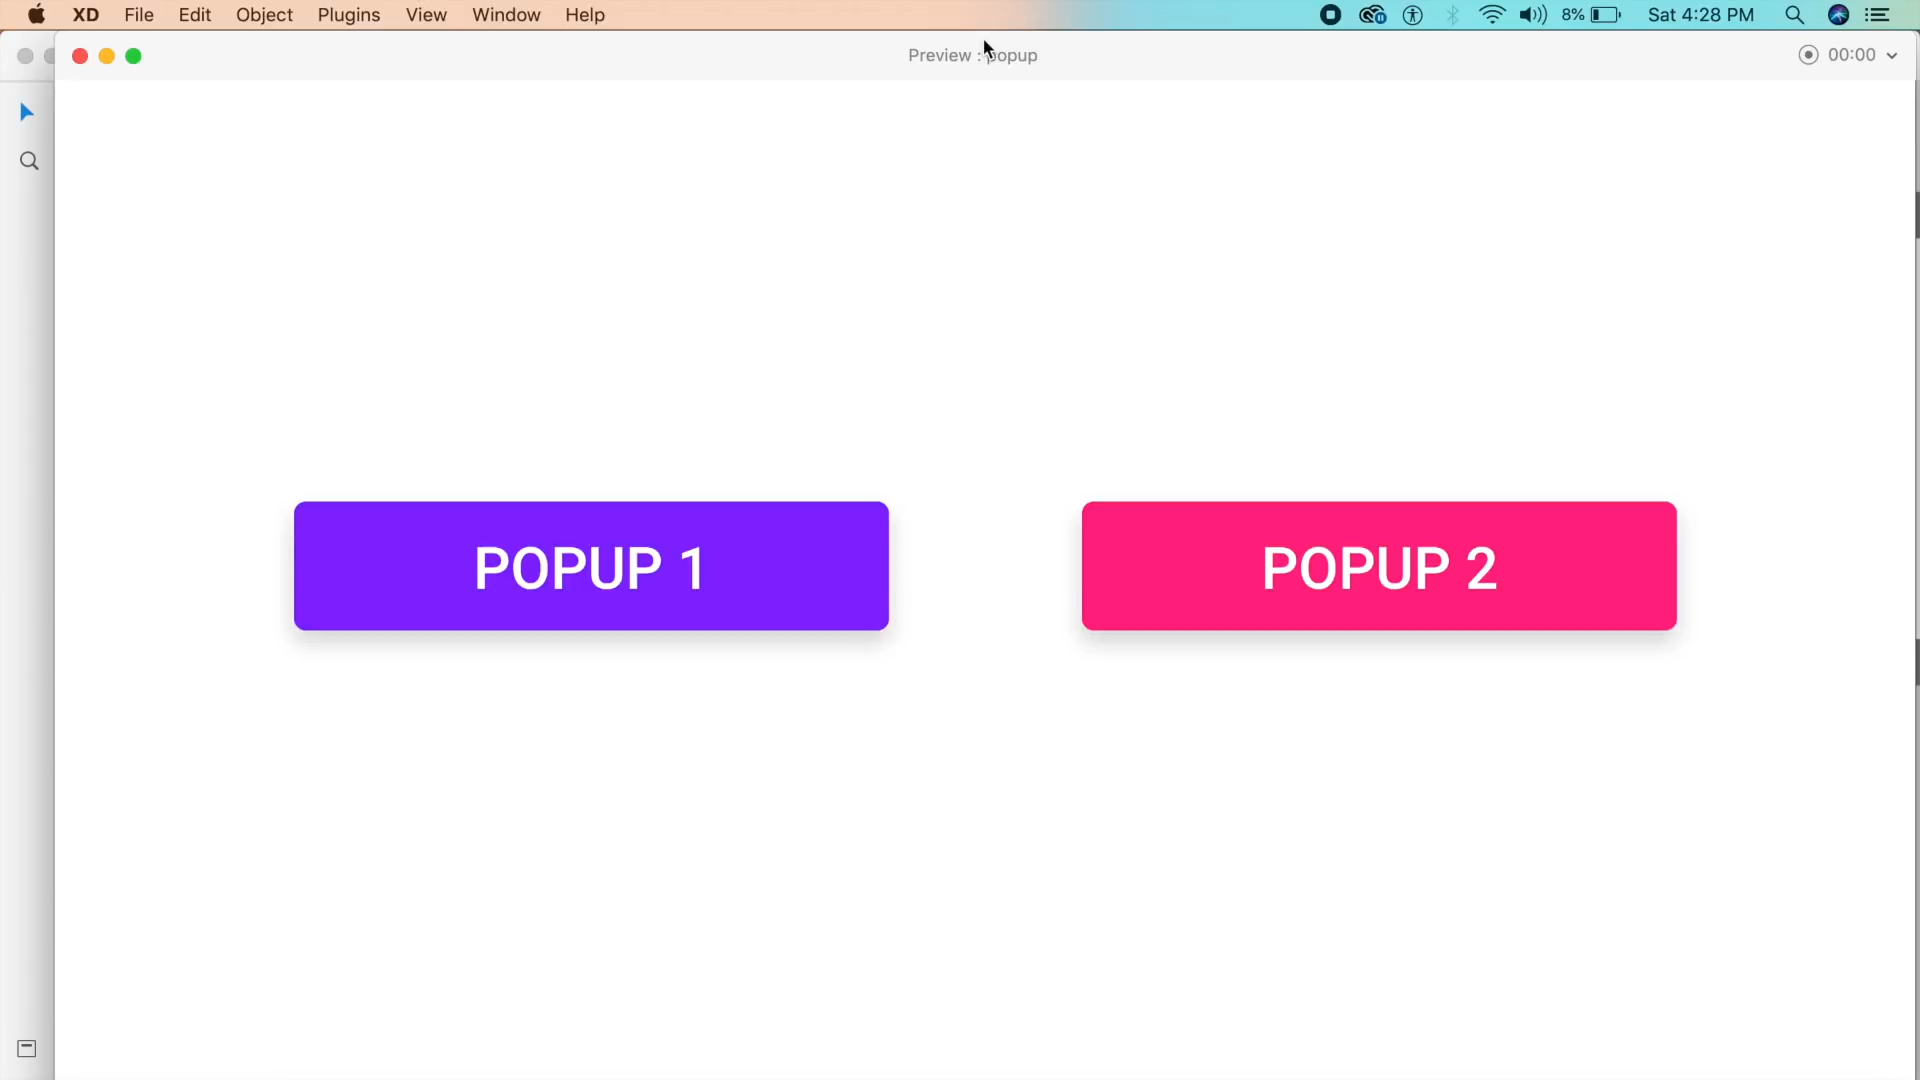 XD File Edit Object Plugins View Window Help 8% Sat 4:28 PM
Preview : popup 00:00
POPUP 1
POPUP 2